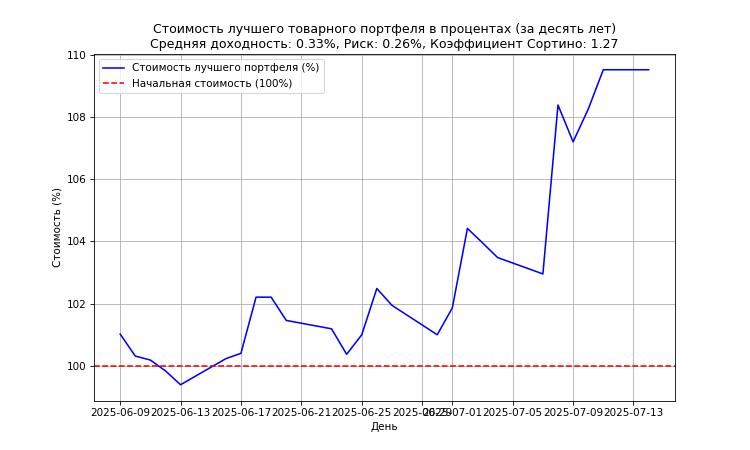 Стоимость лучшего товарного портфеля в процентах (за десять лет)
Средняя доходность: 0.33%, Риск: 0.26%, Коэффициент Сортино: 1.27
Стоимость лучшего портфеля (%)
Начальная стоимость (100%)
Стоимость (%)
110
108
106
104
102
100
2025-06-09 2025-06-13 2025-06-17 2025-06-21 2025-06-25 2025-06-29 2025-07-01 2025-07-05 2025-07-09 2025-07-13
День